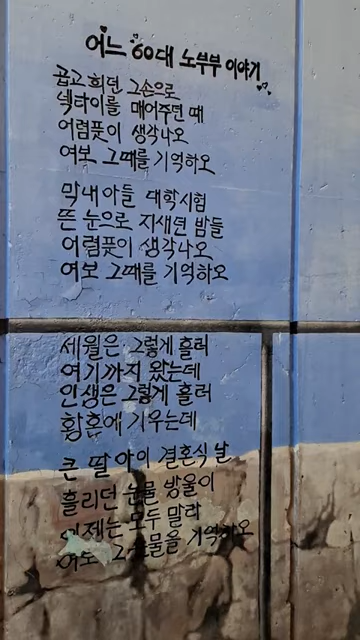 어느 60대 노부부 이야기
곱고 희던 그손으로
넥타이를 매어주던 때
어렴풋이 생각나오
여보 그때를 기억하오
막내아들 대학시험
뜬 눈으로 지새던 밤들
어렴풋이 생각나오
여보 그때를 기억하오
세월은 그렇게 흘러
여기까지 왔는데
인생은 그렇게 흘러
황혼에 기우는데
큰 딸아이 결혼식 날
흘리던 눈물 방울이
이제는 모두 말라
여보 그눈물을 기억하오